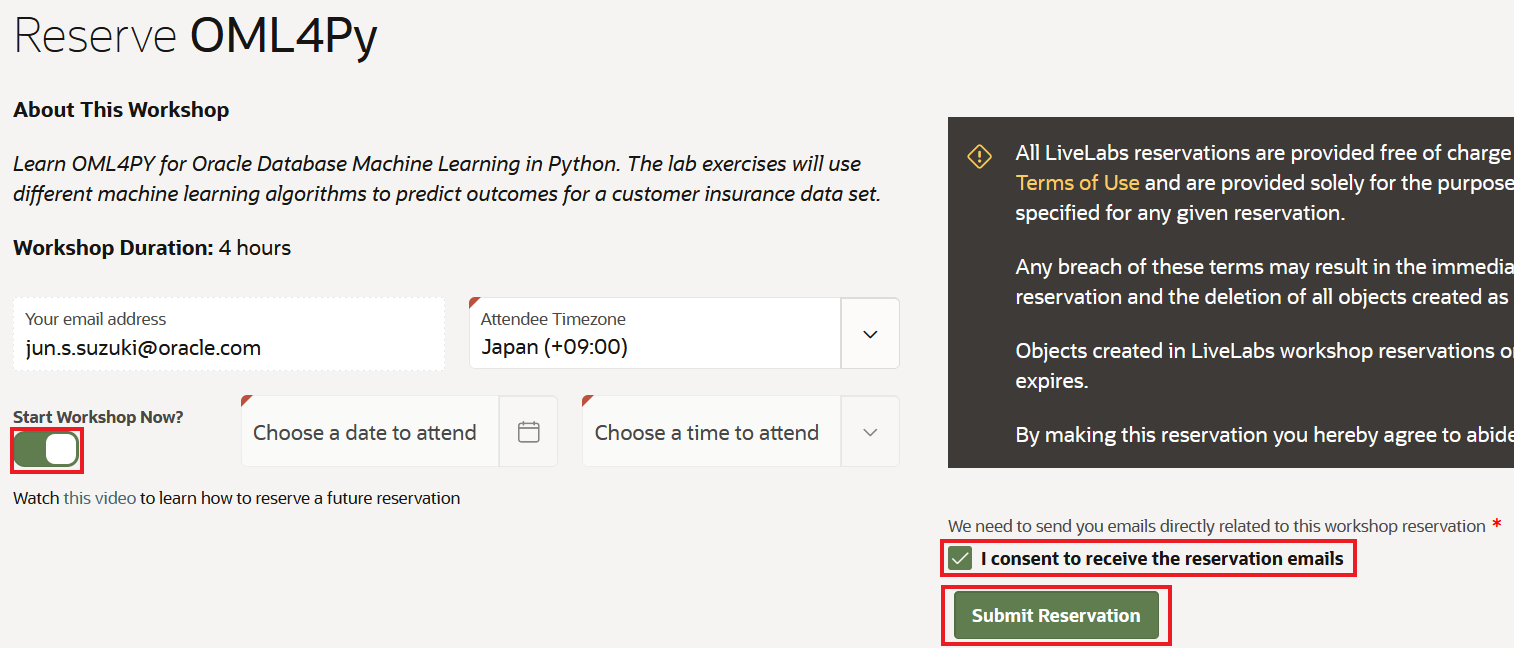 Reserve OML4Py
About This Workshop
Learn OML4PY for Oracle Database Machine Learning in Python. The lab exercises will use
different machine learning algorithms to predict outcomes for a customer insurance data set.
Workshop Duration: 4 hours
Your email address
jun.s.suzuki@oracle.com
Attendee Timezone
Japan (+09:00)
Start Workshop Now?
Choose a date to attend
Choose a time to attend
Watch this video to learn how to reserve a future reservation
All LiveLabs reservations are provided free of charge
Terms of Use and are provided solely for the purpose
specified for any given reservation.
Any breach of these terms may result in the immedia
reservation and the deletion of all objects created as
Objects created in LiveLabs workshop reservations o
expires.
By making this reservation you hereby agree to abide
We need to send you emails directly related to this workshop reservation *
I consent to receive the reservation emails
Submit Reservation